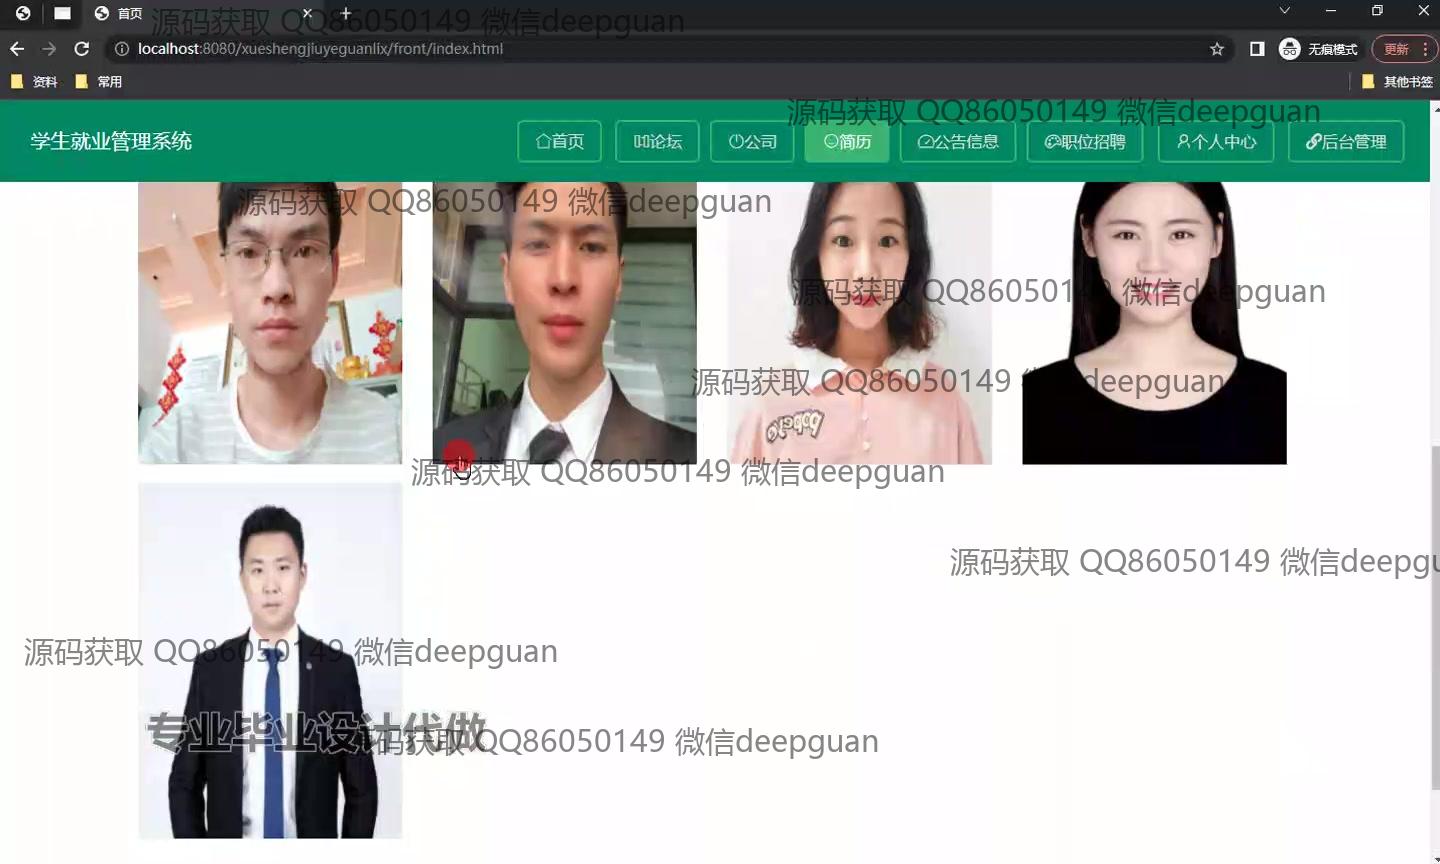 首页
源码获取 QQ86050149 微信deepguan
localhost:8080/xueshengjiuyeguanlix/front/index.html
无痕模式
更新
资料
常用
其他书签
源码获取 QQ86050149 微信deepguan
学生就业管理系统
首页
论坛
公司
简历
公告信息
职位招聘
个人中心
后台管理
源码获取 QQ86050149 微信deepguan
源码获取 QQ86050149 微信deepguan
源码获取 QQ86050149 微信deepguan
源码获取 QQ86050149 微信deepguan
源码获取 QQ86050149 微信deepgu
源码获取 QQ86050149 微信deepguan
专业毕业设计代做
源码获取 QQ86050149 微信deepguan